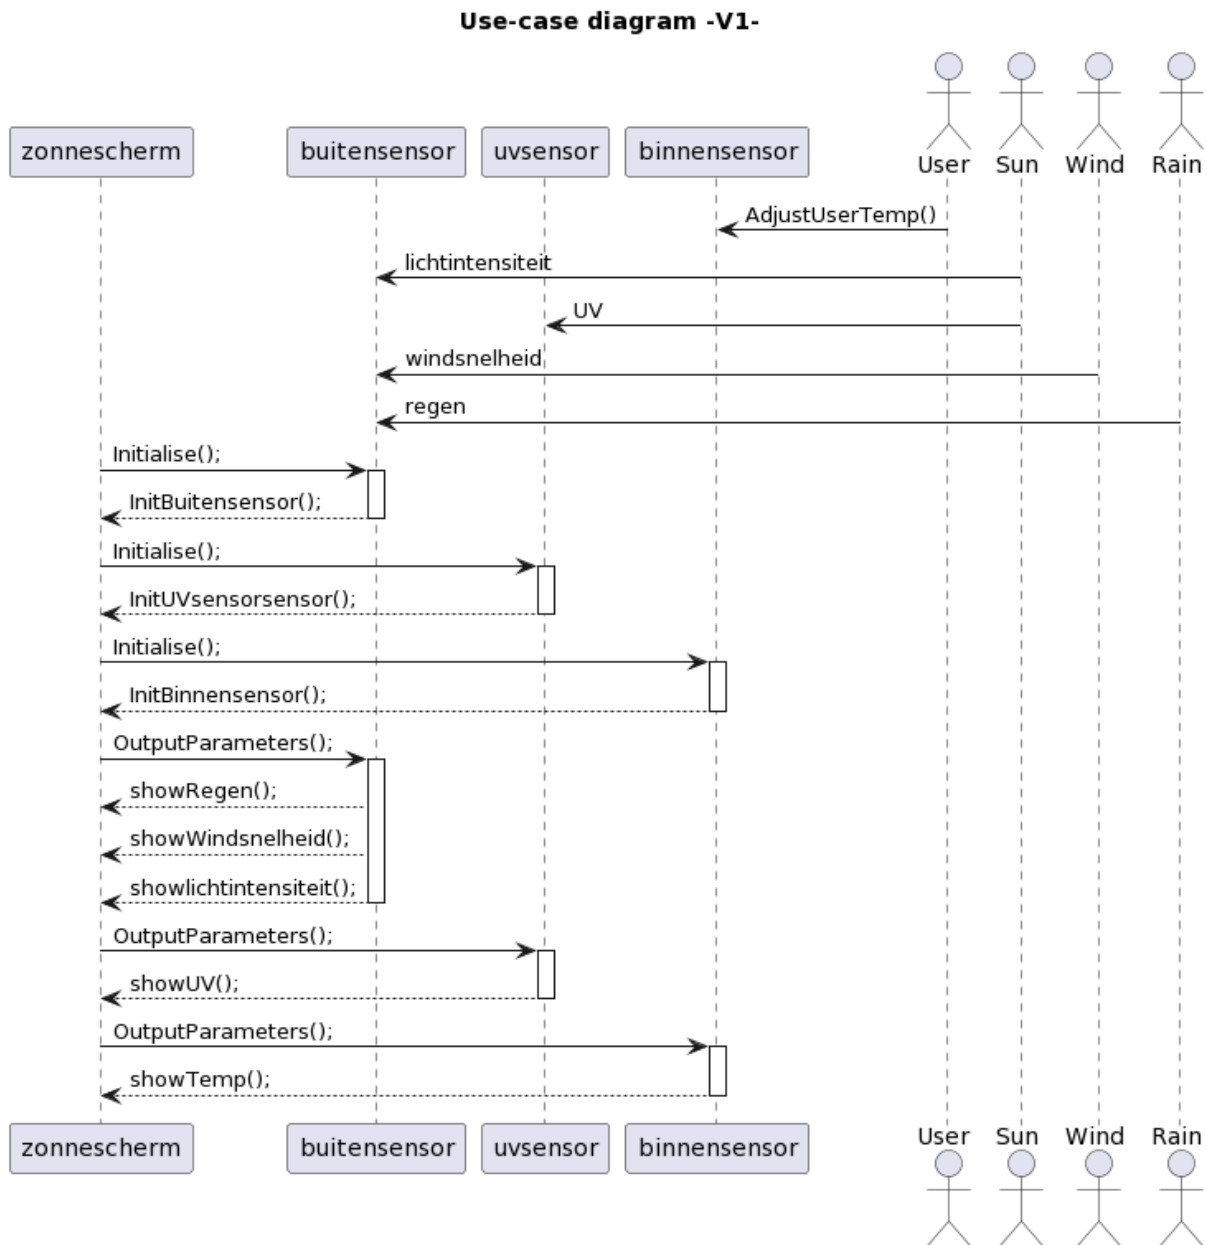 Use-case diagram -V1-
zonnescherm buitensensor uvsensor binnensensor User Sun Wind Rain
AdjustUserTemp()
lichtintensiteit
UV
windsnelheid
regen
Initialise();
InitBuitensensor();
Initialise();
InitUVsensorsensor();
Initialise();
InitBinnensensor();
OutputParameters();
showRegen();
showWindsnelheid();
showlichtintensiteit();
OutputParameters();
showUV();
OutputParameters();
showTemp();
zonnescherm buitensensor uvsensor binnensensor User Sun Wind Rain